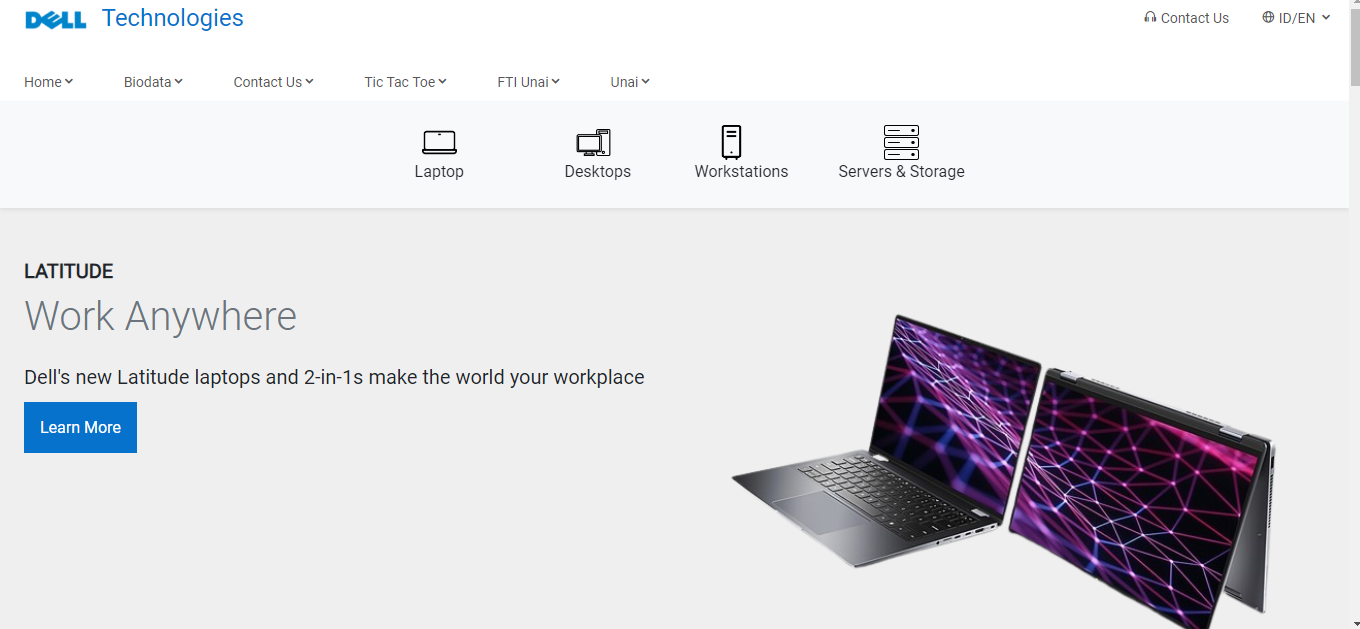 DELL Technologies
Contact Us ID/EN
Home Biodata Contact Us Tic Tac Toe FTI Unai Unai
Laptop Desktops Workstations Servers & Storage
LATITUDE
Work Anywhere
Dell's new Latitude laptops and 2-in-1s make the world your workplace
Learn More